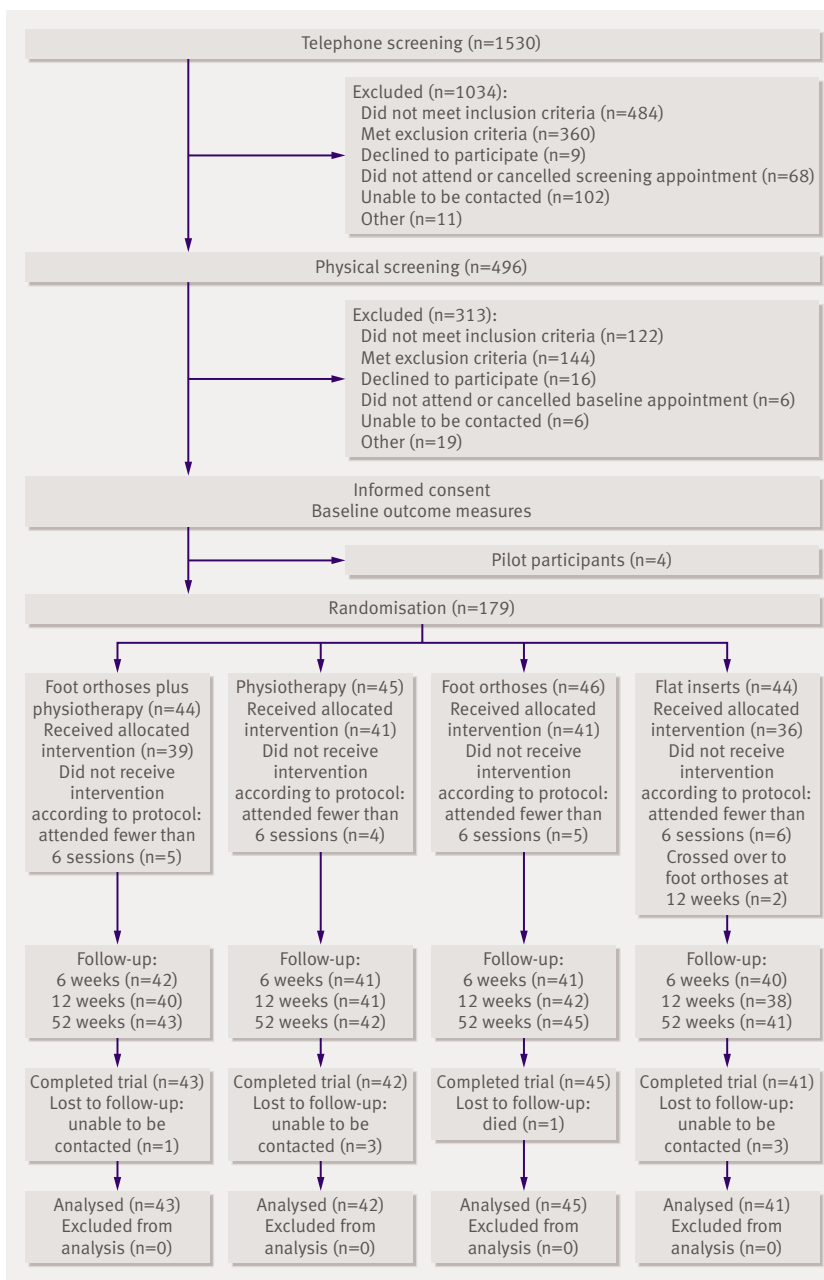 Telephone screening (n=1530)
Excluded (n=1034):
Did not meet inclusion criteria (n=484)
Met exclusion criteria (n=360)
Declined to participate (n=9)
Did not attend or cancelled screening appointment (n=68)
Unable to be contacted (n=102)
Other (n=11)
Physical screening (n=496)
Excluded (n=313):
Did not meet inclusion criteria (n=122)
Met exclusion criteria (n=144)
Declined to participate (n=16)
Did not attend or cancelled baseline appointment (n=6)
Unable to be contacted (n=6)
Other (n=19)
Informed consent
Baseline outcome measures
Pilot participants (n=4)
Randomisation (n=179)
Foot orthoses plus
physiotherapy (n=44)
Received allocated
intervention (n=39)
Did not receive
intervention
according to protocol:
attended fewer than
6 sessions (n=5)
Physiotherapy (n=45)
Received allocated
intervention (n=41)
Did not receive
intervention
according to protocol:
attended fewer than
6 sessions (n=4)
Foot orthoses (n=46)
Received allocated
intervention (n=41)
Did not receive
intervention
according to protocol:
attended fewer than
6 sessions (n=5)
Flat inserts (n=44)
Received allocated
intervention (n=36)
Did not receive
intervention
according to protocol:
attended fewer than
6 sessions (n=6)
Crossed over to
foot orthoses at
12 weeks (n=2)
Follow-up:
6 weeks (n=42)
12 weeks (n=40)
52 weeks (n=43)
Follow-up:
6 weeks (n=41)
12 weeks (n=41)
52 weeks (n=42)
Follow-up:
6 weeks (n=41)
12 weeks (n=42)
52 weeks (n=45)
Follow-up:
6 weeks (n=40)
12 weeks (n=38)
52 weeks (n=41)
Completed trial (n=43)
Lost to follow-up:
unable to be
contacted (n=1)
Completed trial (n=42)
Lost to follow-up:
unable to be
contacted (n=3)
Completed trial (n=45)
Lost to follow-up:
died (n=1)
Completed trial (n=41)
Lost to follow-up:
unable to be
contacted (n=3)
Analysed (n=43)
Excluded from
analysis (n=0)
Analysed (n=42)
Excluded from
analysis (n=0)
Analysed (n=45)
Excluded from
analysis (n=0)
Analysed (n=41)
Excluded from
analysis (n=0)